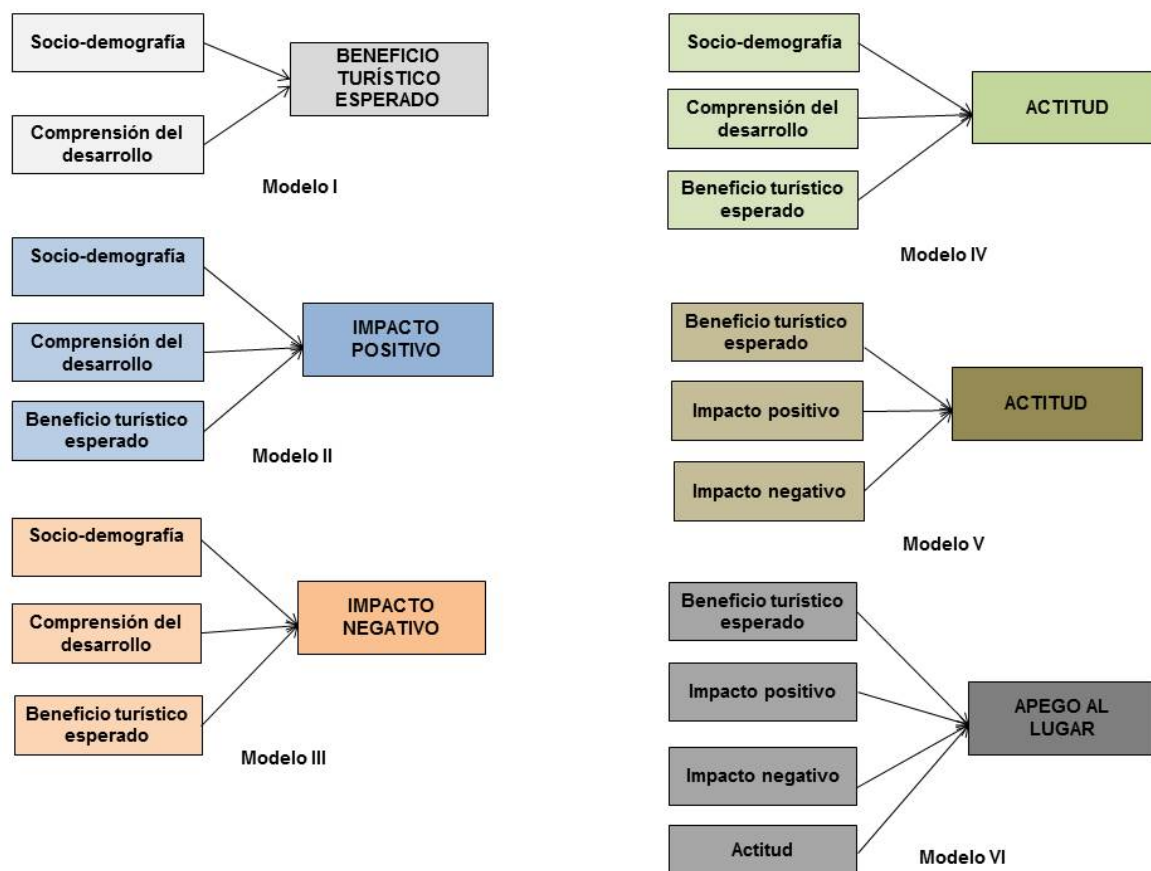 Socio-demografía
Comprensión del
desarrollo
BENEFICIO
TURÍSTICO
ESPERADO
Modelo I
Socio-demografía
Comprensión del
desarrollo
Beneficio turístico
esperado
IMPACTO
POSITIVO
Modelo II
Socio-demografía
Comprensión del
desarrollo
Beneficio turístico
esperado
IMPACTO
NEGATIVO
Modelo III
Socio-demografía
Comprensión del
desarrollo
Beneficio turístico
esperado
ACTITUD
Modelo IV
Beneficio turístico
esperado
Impacto positivo
Impacto negativo
ACTITUD
Modelo V
Beneficio turístico
esperado
Impacto positivo
Impacto negativo
Actitud
APEGO AL
LUGAR
Modelo VI